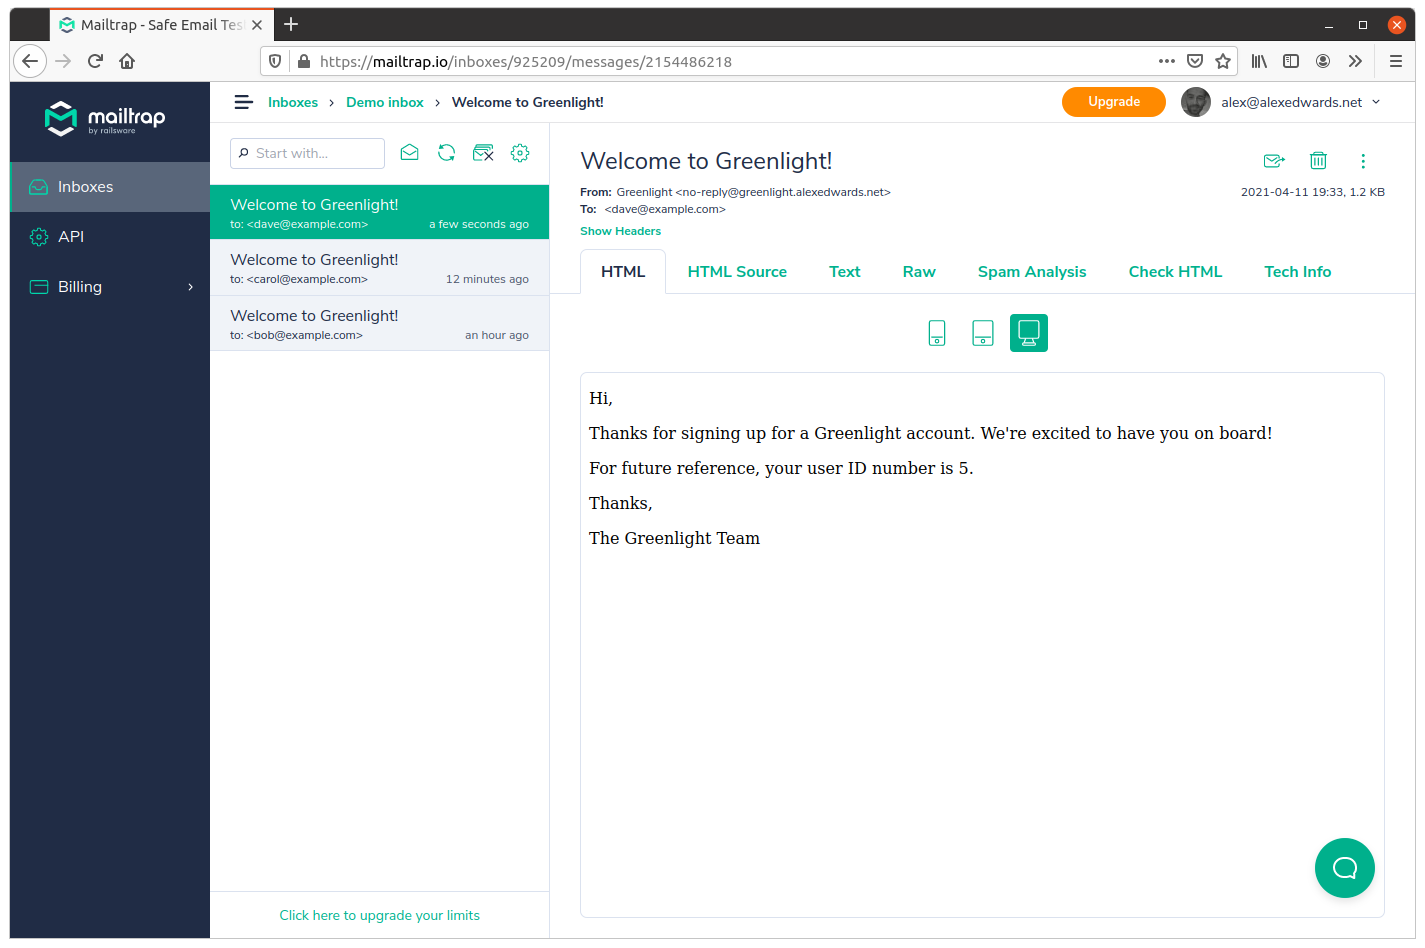 Mailtrap - Safe Email Tes
https://mailtrap.io/inboxes/925209/messages/2154486218
mailtrap
by railsware
Inboxes
API
Billing
Inboxes › Demo inbox › Welcome to Greenlight!
Upgrade
alex@alexedwards.net
Start with...
Welcome to Greenlight!
to: <dave@example.com> a few seconds ago
Welcome to Greenlight!
to: <carol@example.com> 12 minutes ago
Welcome to Greenlight!
to: <bob@example.com> an hour ago
Click here to upgrade your limits
Welcome to Greenlight!
From: Greenlight <no-reply@greenlight.alexedwards.net>
2021-04-11 19:33, 1.2 KB
To: <dave@example.com>
Show Headers
HTML HTML Source Text Raw Spam Analysis Check HTML Tech Info
Hi,
Thanks for signing up for a Greenlight account. We're excited to have you on board!
For future reference, your user ID number is 5.
Thanks,
The Greenlight Team